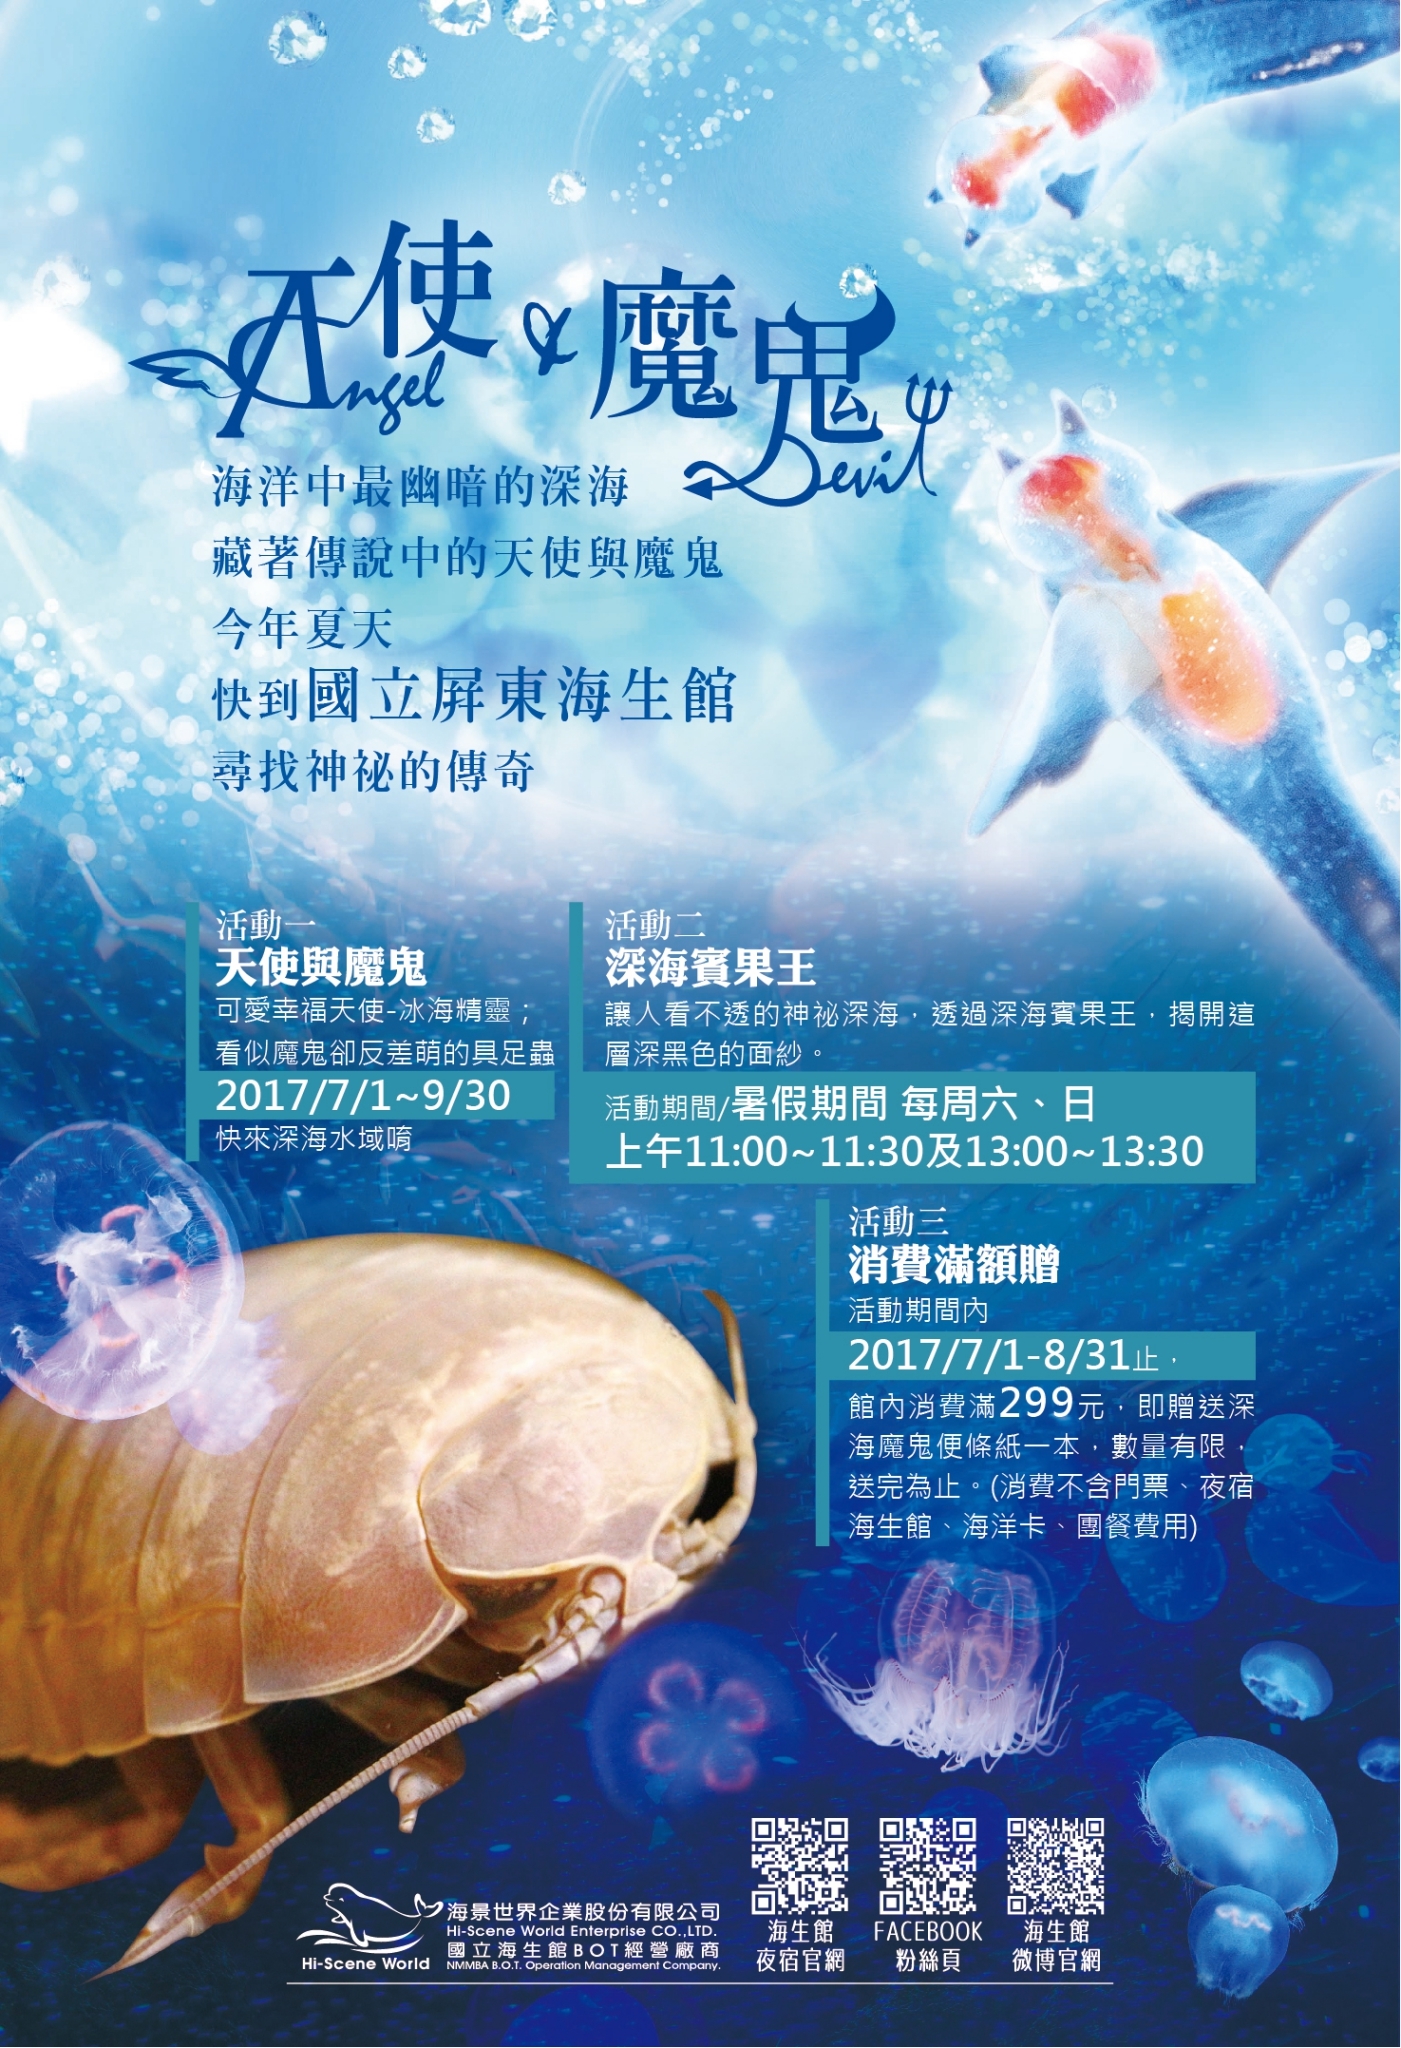 天使&魔鬼
Angel
Devil
海洋中最幽暗的深海
藏著傳說中的天使與魔鬼
今年夏天
快到國立屏東海生館
尋找神祕的傳奇
活動一
天使與魔鬼
可愛幸福天使-冰海精靈；
看似魔鬼卻反差萌的具足蟲
2017/7/1~9/30
快來深海水域唷
活動二
深海賓果王
讓人看不透的神祕深海，透過深海賓果王，揭開這
層深黑色的面紗。
活動期間/暑假期間 每周六、日
上午11:00~11:30及13:00~13:30
活動三
消費滿額贈
活動期間內
2017/7/1-8/31止，
館內消費滿299元，即贈送深
海魔鬼便條紙一本，數量有限，
送完為止。(消費不含門票、夜宿
海生館、海洋卡、團餐費用)
Hi-Scene World
海景世界企業股份有限公司
Hi-Scene World Enterprise CO.,LTD.
國立海生館BOT經營廠商
NMMBA B.O.T. Operation Management Company.
海生館
夜宿官網
FACEBOOK
粉絲頁
海生館
微博官網